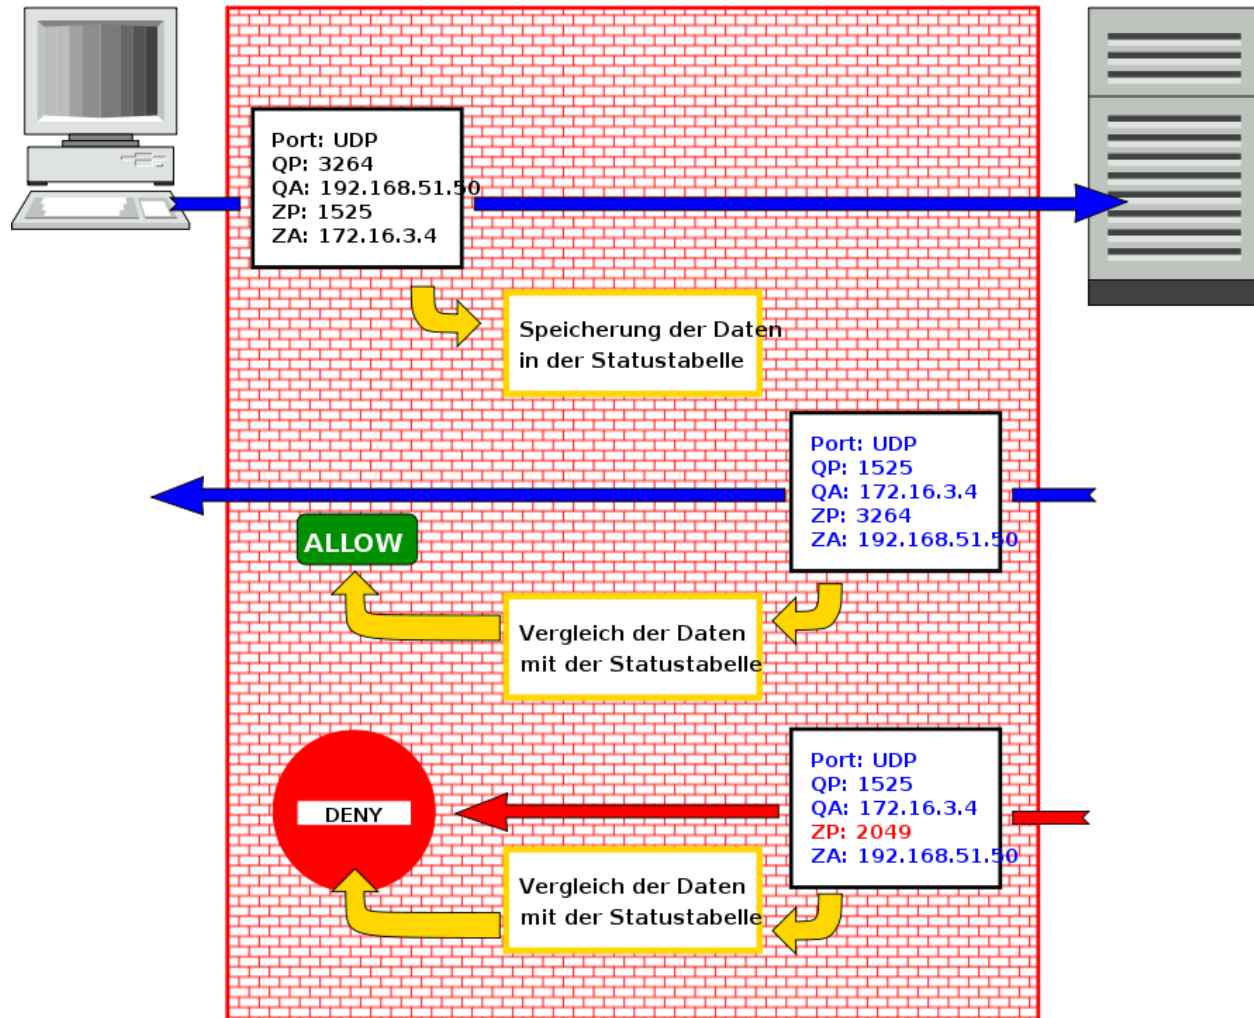 Port: UDP
QP: 3264
QA: 192.168.51.50
ZP: 1525
ZA: 172.16.3.4
Speicherung der Daten
in der Statustabelle
Port: UDP
QP: 1525
QA: 172.16.3.4
ZP: 3264
ZA: 192.168.51.50
ALLOW
Vergleich der Daten
mit der Statustabelle
Port: UDP
QP: 1525
QA: 172.16.3.4
ZP: 2049
ZA: 192.168.51.50
DENY
Vergleich der Daten
mit der Statustabelle